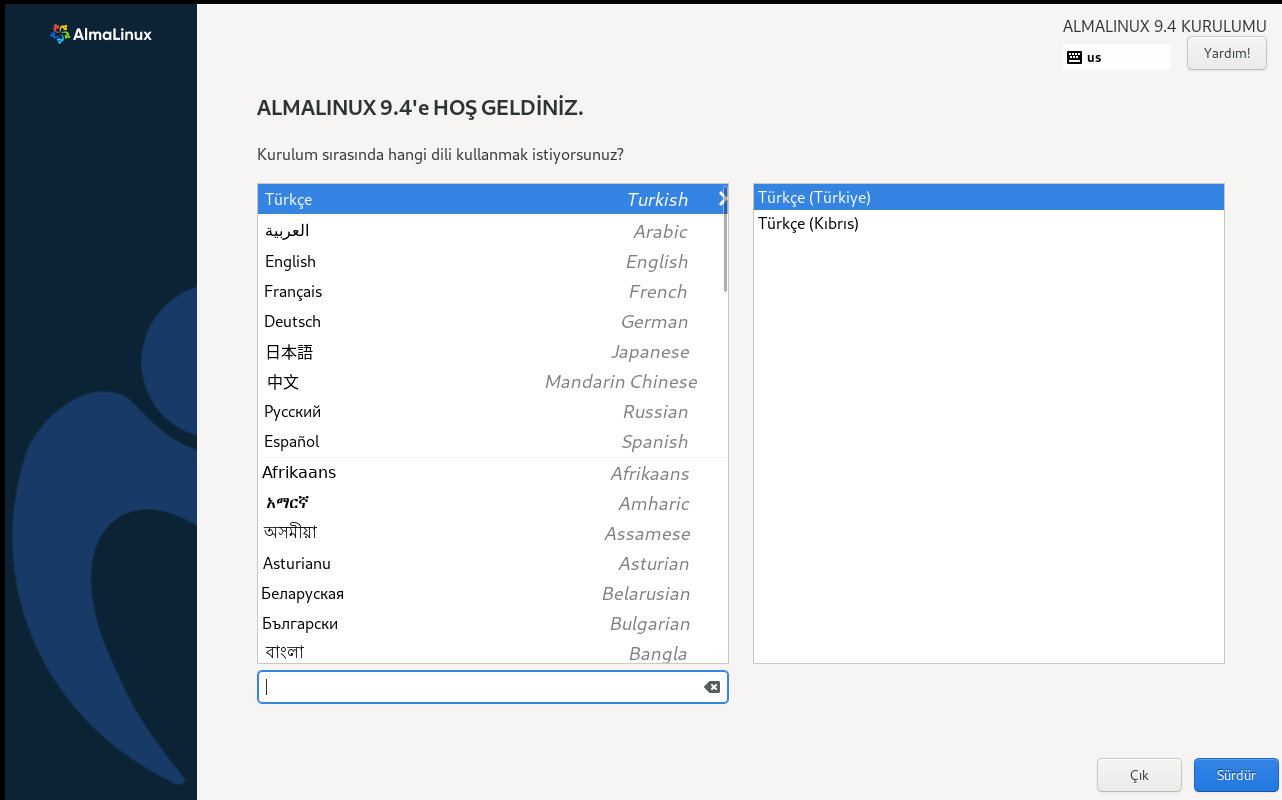 AlmaLinux
ALMALINUX 9.4 KURULUMU
us
Yardım!
ALMALINUX 9.4'e HOŞ GELDİNİZ.
Kurulum sırasında hangi dili kullanmak istiyorsunuz?
Türkçe Turkish
العربية Arabic
English English
Français French
Deutsch German
日本語 Japanese
中文 Mandarin Chinese
Русский Russian
Español Spanish
Afrikaans Afrikaans
አማርኛ Amharic
অসমীয়া Assamese
Asturianu Asturian
Беларуская Belarusian
Български Bulgarian
বাংলা Bangla
Türkçe (Türkiye)
Türkçe (Kıbrıs)
Çık
Sürdür